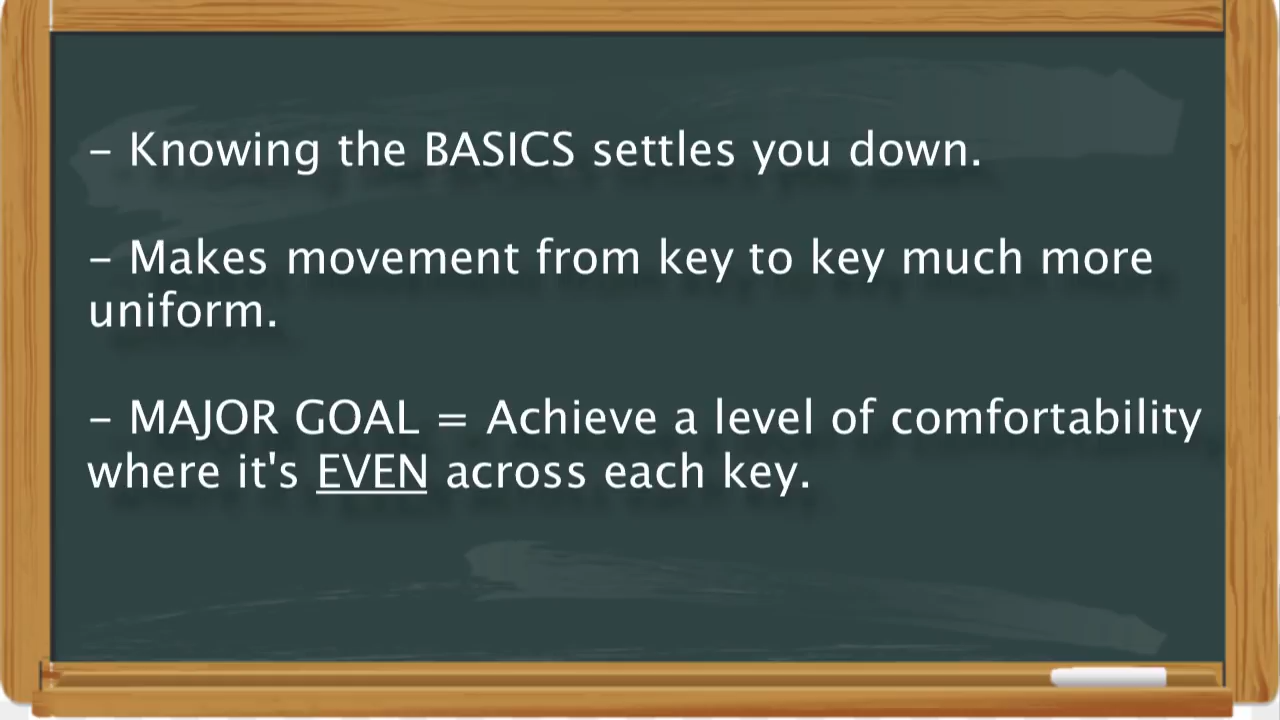 - Knowing the BASICS settles you down.
- Makes movement from key to key much more
uniform.
- MAJOR GOAL = Achieve a level of comfortability
where it's EVEN across each key.